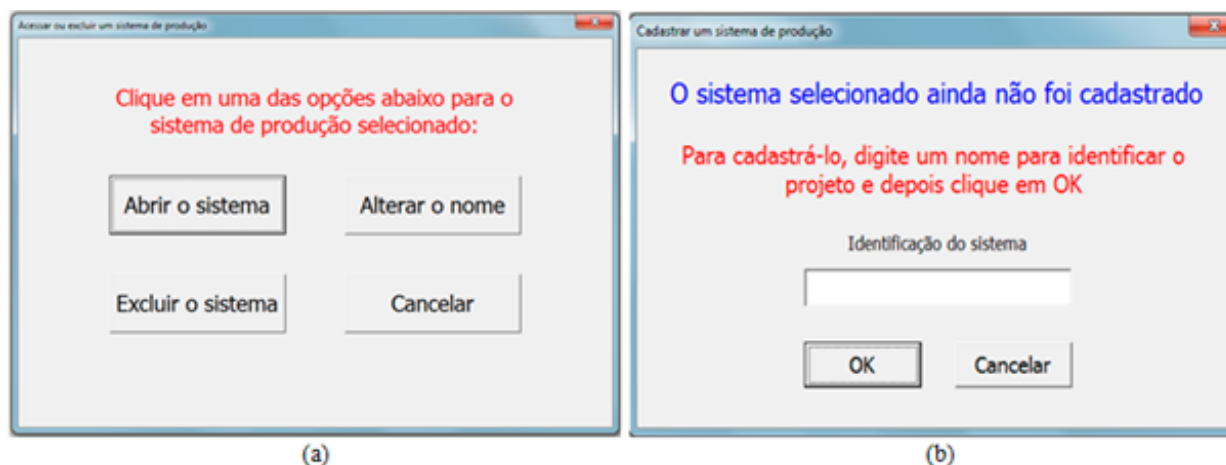 Acessar ou excluir um sistema de produção
Clique em uma das opções abaixo para o
sistema de produção selecionado:
Abrir o sistema
Alterar o nome
Excluir o sistema
Cancelar
(a)
Cadastrar um sistema de produção
O sistema selecionado ainda não foi cadastrado
Para cadastrá-lo, digite um nome para identificar o
projeto e depois clique em OK
Identificação do sistema
OK
Cancelar
(b)